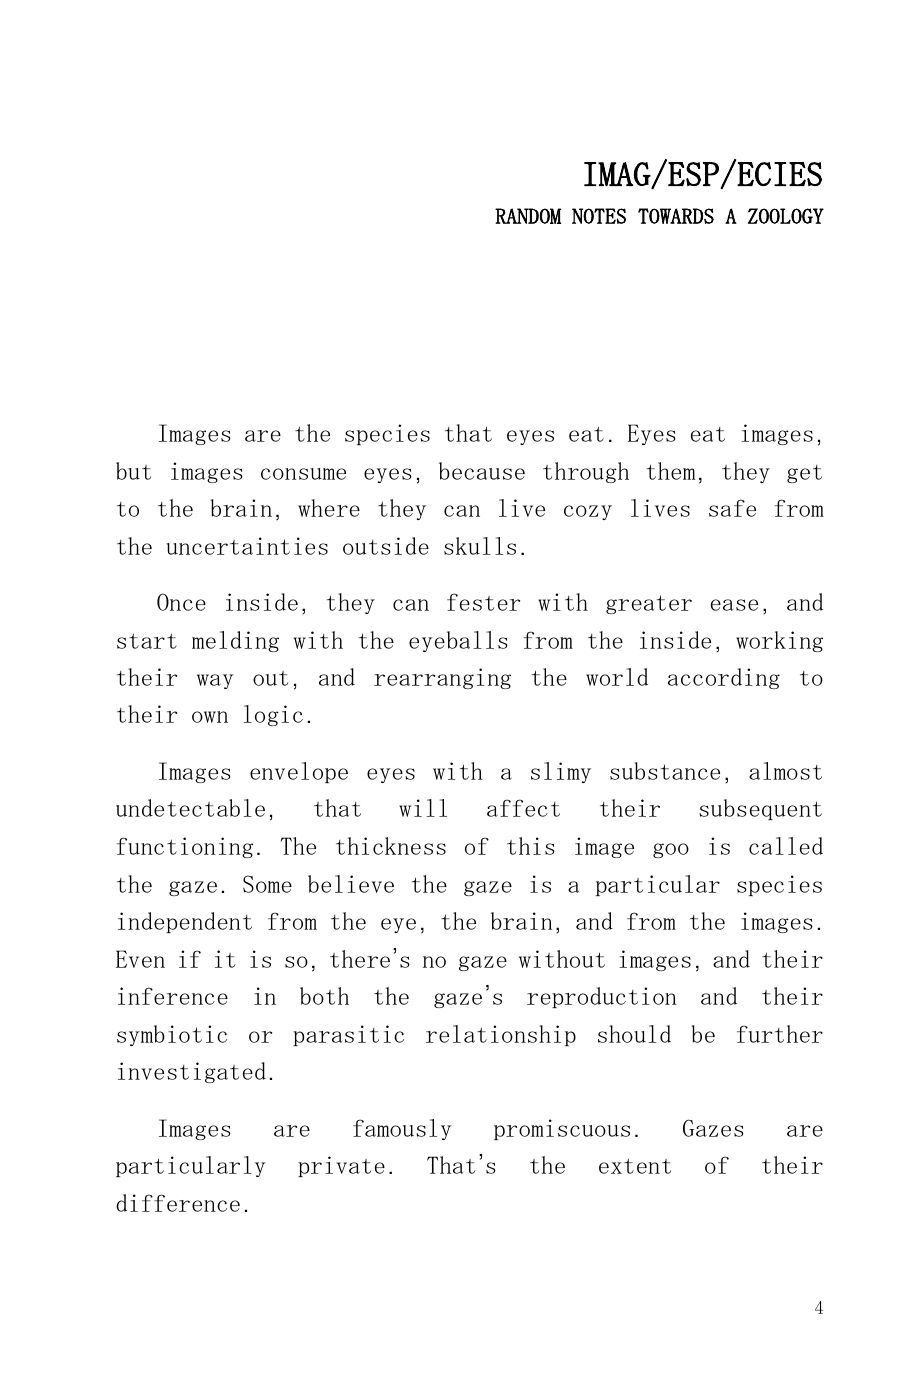 IMAG/ESP/ECIES
RANDOM NOTES TOWARDS A ZOOLOGY
Images are the species that eyes eat. Eyes eat images,
but images consume eyes, because through them, they get
to the brain, where they can live cozy lives safe from
the uncertainties outside skulls.
Once inside, they can fester with greater ease, and
start melding with the eyeballs from the inside, working
their way out, and rearranging the world according to
their own logic.
Images envelope eyes with a slimy substance, almost
undetectable, that will affect their subsequent
functioning. The thickness of this image goo is called
the gaze. Some believe the gaze is a particular species
independent from the eye, the brain, and from the images.
Even if it is so, there's no gaze without images, and their
inference in both the gaze's reproduction and their
symbiotic or parasitic relationship should be further
investigated.
Images are famously promiscuous. Gazes are
particularly private. That's the extent of their
difference.
4